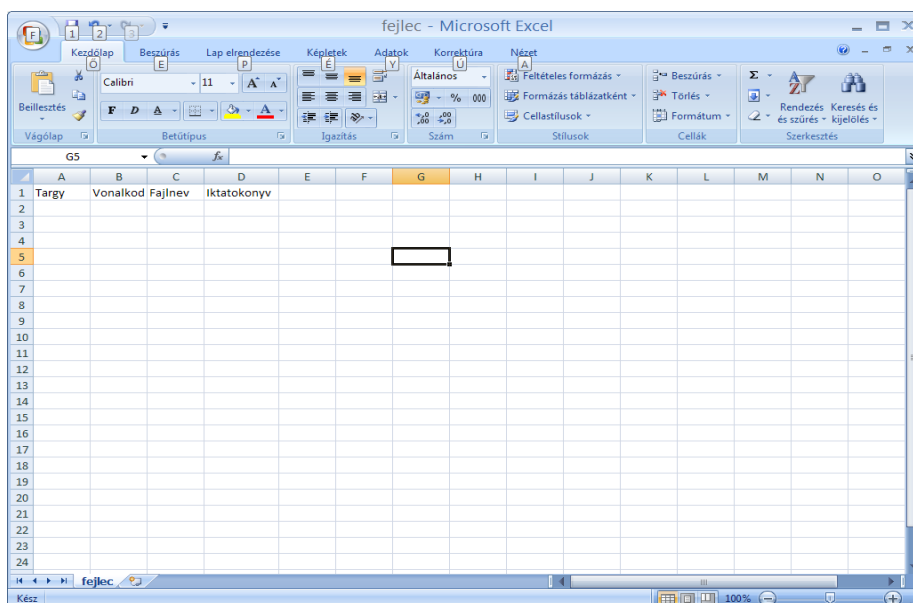 fejlec - Microsoft Excel
F 1 2 3
Kezdőlap Beszúrás Lap elrendezése Képletek Adatok Korrektúra Nézet
Ő E P É Y Ú A
Beillesztés
Calibri 11 A A
F D A A
Általános
% 000
,00 ,00
Feltételes formázás
Formázás táblázatként
Cellastílusok
Beszúrás
Törlés
Formátum
Σ
Rendezés és szűrés
Keresés és kijelölés
Vágólap Betűtípus Igazítás Szám Stílusok Cellák Szerkesztés
G5 fx
A B C D E F G H I J K L M N O
1 Targy Vonalkod Fajlnev Iktatokonyv
2
3
4
5
6
7
8
9
10
11
12
13
14
15
16
17
18
19
20
21
22
23
24
fejlec
Kész 100%